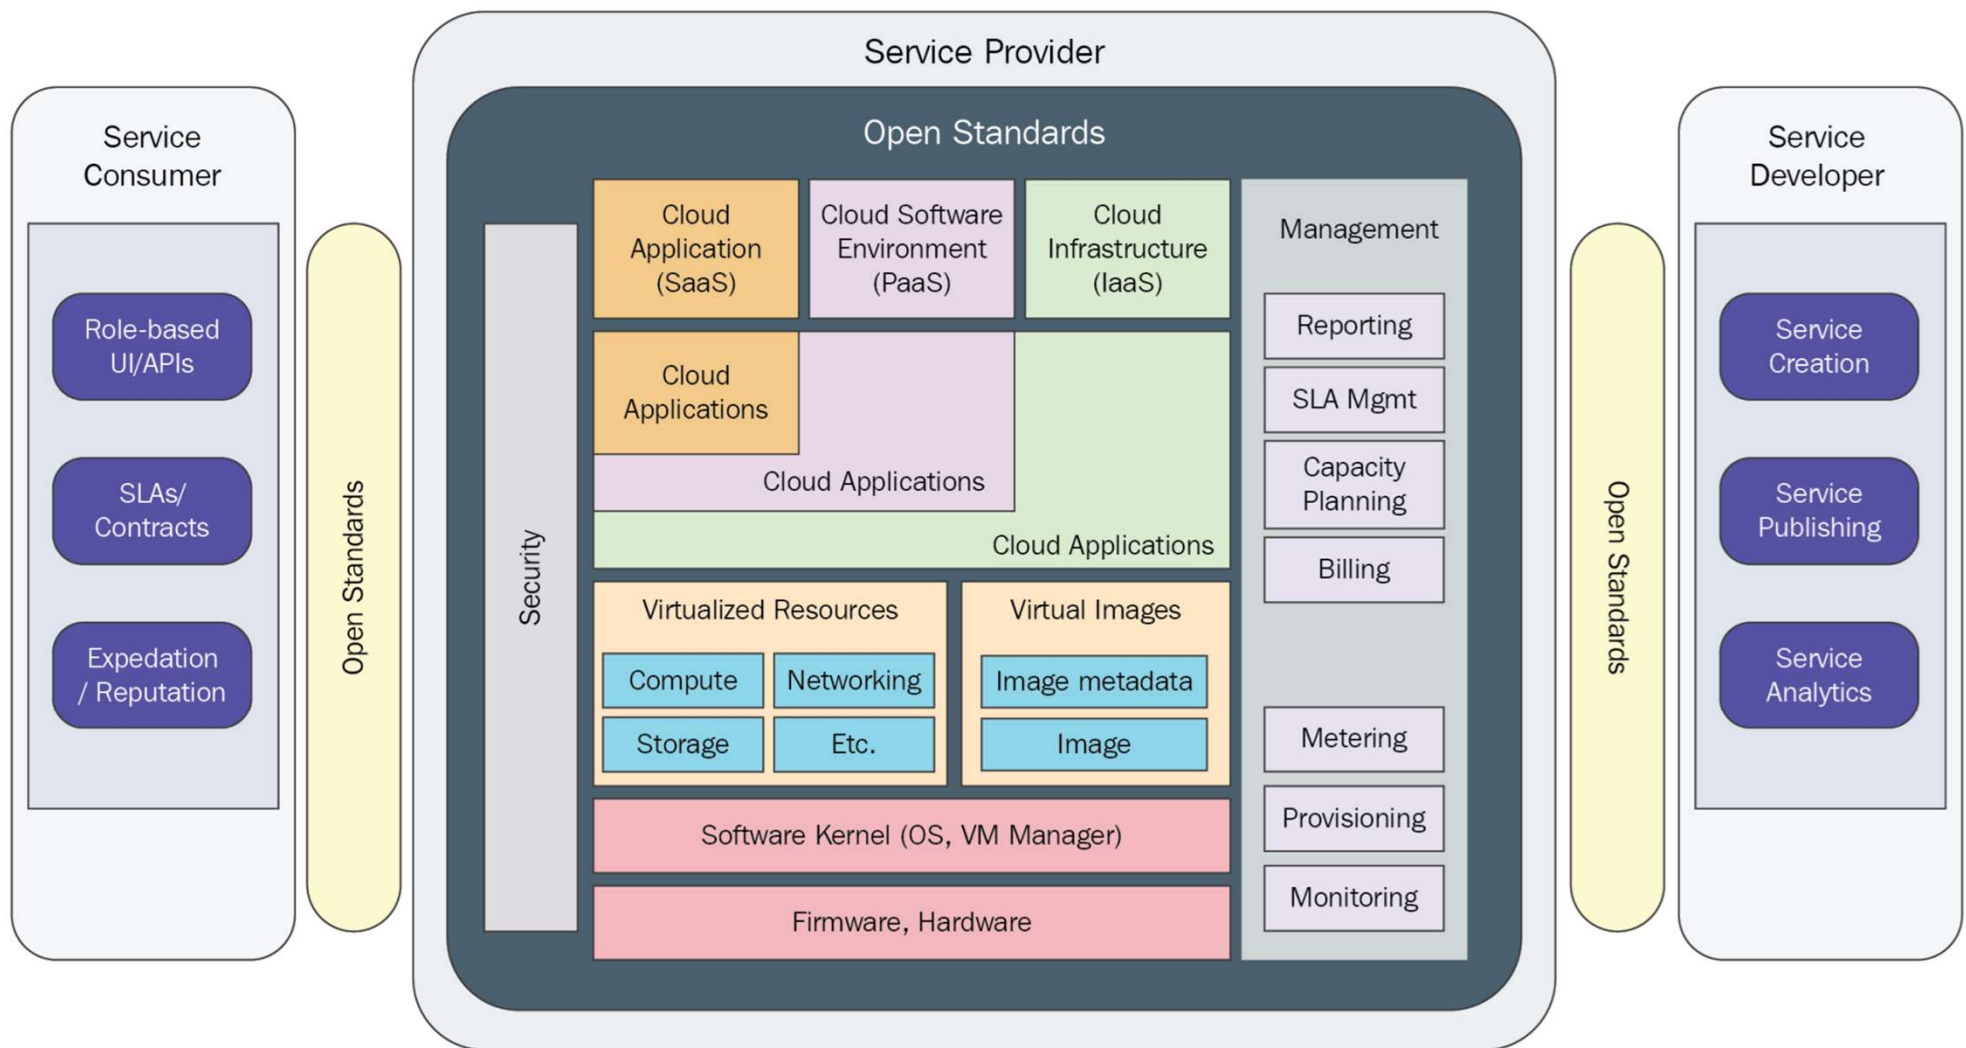 Service Provider
Service
Consumer
Role-based
UI/APIs
SLAs/
Contracts
Expedation
/ Reputation
Open Standards
Open Standards
Security
Cloud
Application
(SaaS)
Cloud Software
Environment
(PaaS)
Cloud
Infrastructure
(IaaS)
Cloud
Applications
Cloud Applications
Cloud Applications
Virtualized Resources
Compute
Networking
Storage
Etc.
Virtual Images
Image metadata
Image
Software Kernel (OS, VM Manager)
Firmware, Hardware
Management
Reporting
SLA Mgmt
Capacity
Planning
Billing
Metering
Provisioning
Monitoring
Open Standards
Service
Developer
Service
Creation
Service
Publishing
Service
Analytics